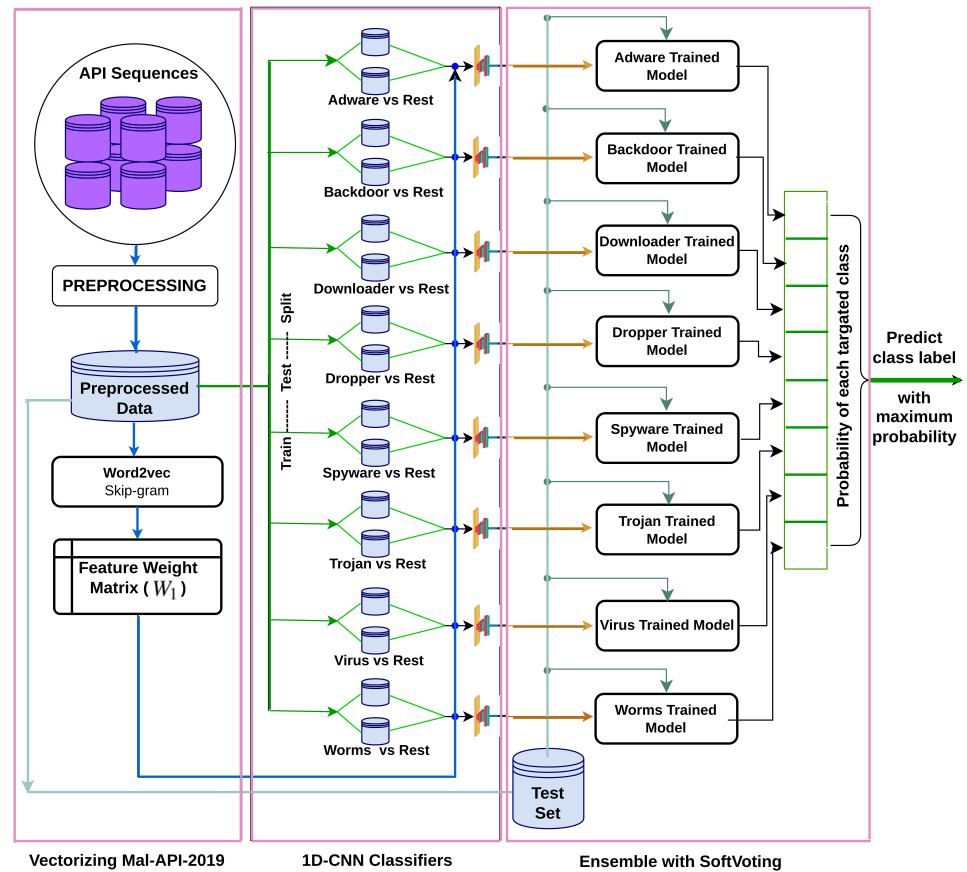 API Sequences
PREPROCESSING
Preprocessed
Data
Word2vec
Skip-gram
Feature Weight
Matrix ( W1 )
Vectorizing Mal-API-2019
Train ------- Test ------ Split
Adware vs Rest
Backdoor vs Rest
Downloader vs Rest
Dropper vs Rest
Spyware vs Rest
Trojan vs Rest
Virus vs Rest
Worms vs Rest
1D-CNN Classifiers
Adware Trained
Model
Backdoor Trained
Model
Downloader Trained
Model
Dropper Trained
Model
Spyware Trained
Model
Trojan Trained
Model
Virus Trained Model
Worms Trained
Model
Test
Set
Probability of each targated class
Ensemble with SoftVoting
Predict
class label
with
maximum
probability